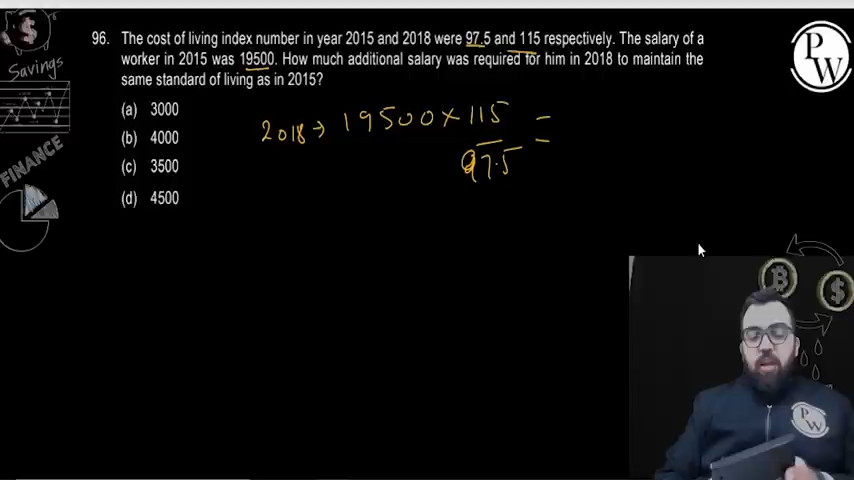 Savings
FINANCE
96. The cost of living index number in year 2015 and 2018 were 97.5 and 115 respectively. The salary of a
worker in 2015 was 19500. How much additional salary was required for him in 2018 to maintain the
same standard of living as in 2015?
(a) 3000
(b) 4000
(c) 3500
(d) 4500
2018 → 19500 × 115 =
97.5
P
W
P
W